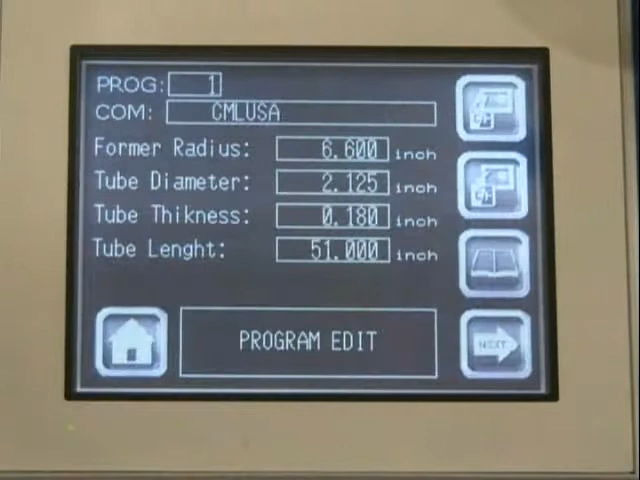 PROG: 1
COM: CMLUSA
Former Radius: 6.600 inch
Tube Diameter: 2.125 inch
Tube Thikness: 0.180 inch
Tube Lenght: 51.000 inch
PROGRAM EDIT
NEXT